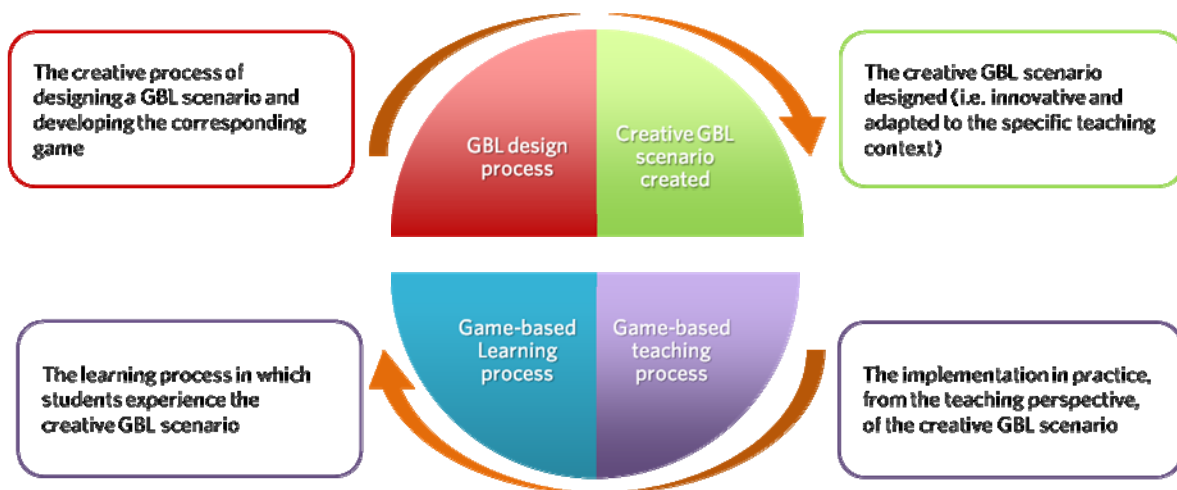 The creative process of
designing a GBL scenario and
developing the corresponding
game
GBL design
process
Creative GBL
scenario
created
The creative GBL scenario
designed (i.e. innovative and
adapted to the specific teaching
context)
The learning process in which
students experience the
creative GBL scenario
Game-based
Learning
process
Game-based
teaching
process
The implementation in practice,
from the teaching perspective,
of the creative GBL scenario